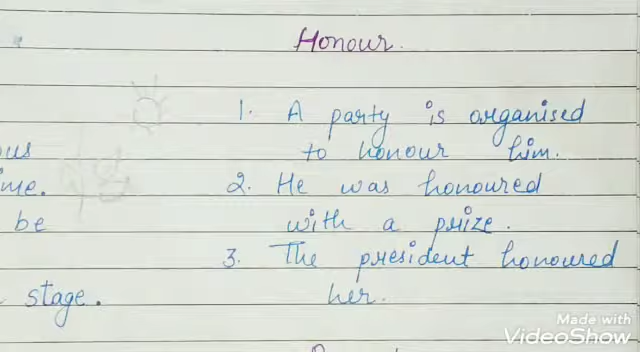 Honour.
1. A party is organised
to honour him.
2. He was honoured
with a prize.
3. The president honoured
her.
ous
be
stage.
Made with
VideoShow